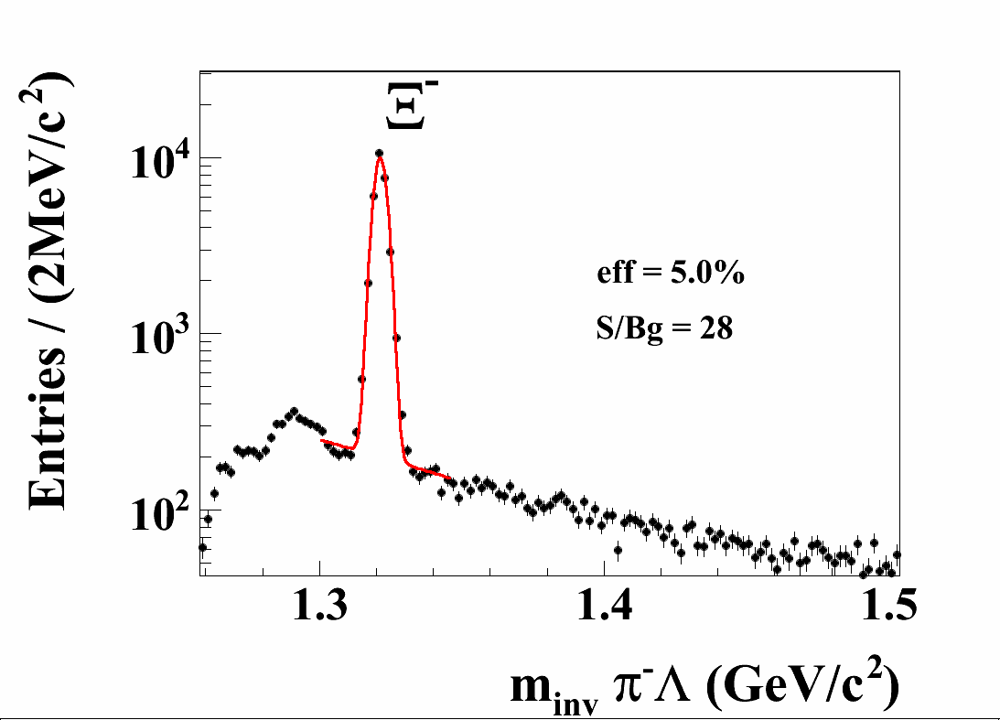 Entries / (2MeV/c²)
Ξ⁻
10⁴
eff = 5.0%
S/Bg = 28
10³
10²
1.3 1.4 1.5
mᵢₙᵥ π⁻Λ (GeV/c²)